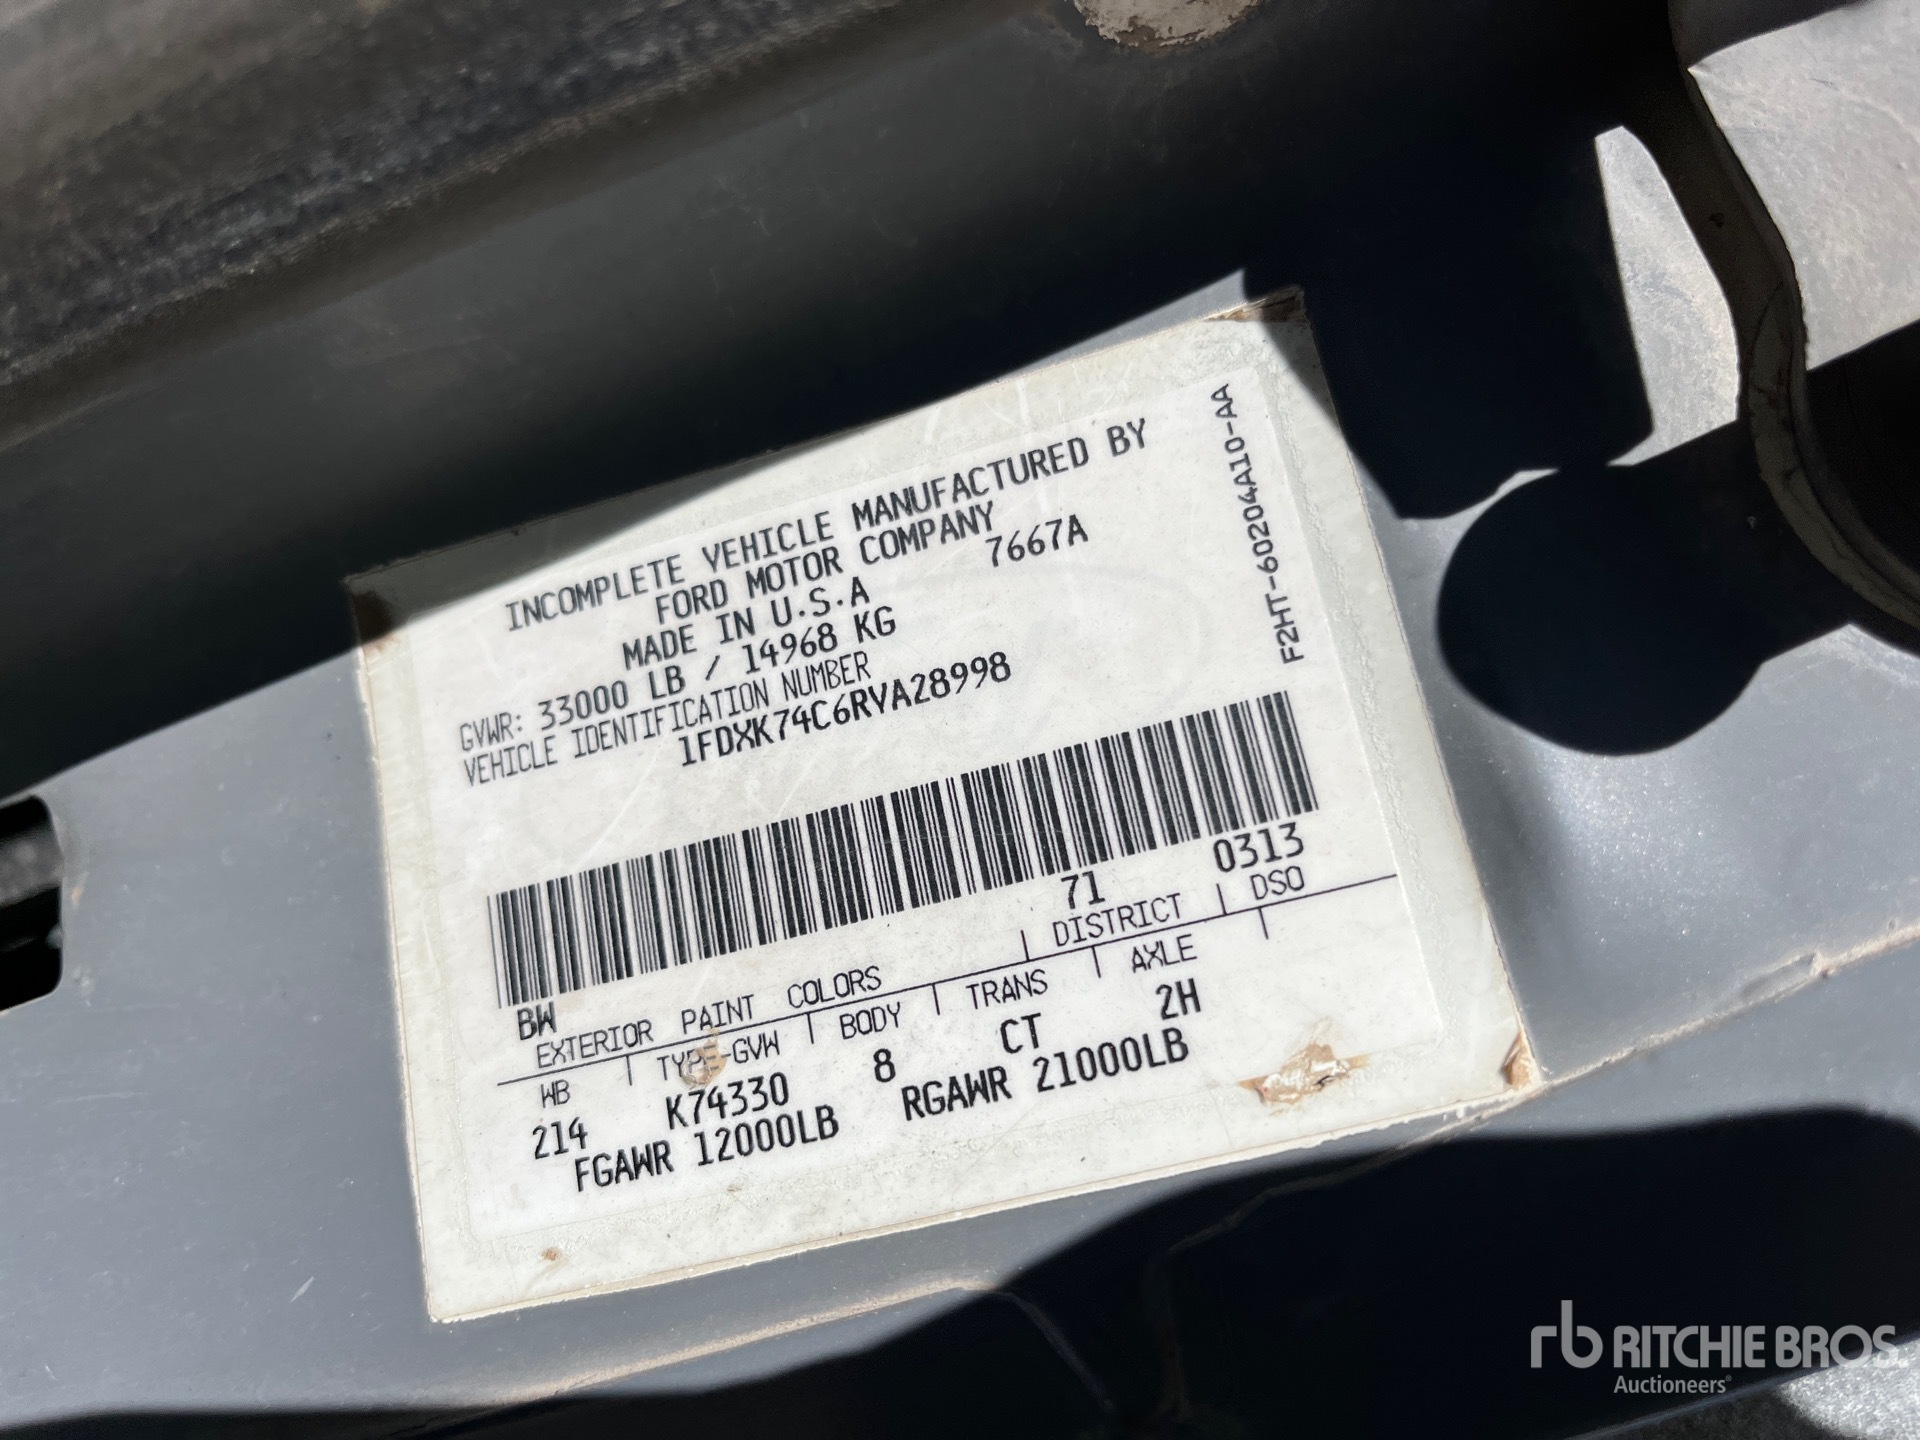 INCOMPLETE VEHICLE MANUFACTURED BY
FORD MOTOR COMPANY
MADE IN U.S.A 7667A
GVWR: 33000 LB / 14968 KG
VEHICLE IDENTIFICATION NUMBER
1FDXK74C6RVA28998
F2HT-60204A10-AA
71 0313
BW DISTRICT DSO
EXTERIOR PAINT COLORS
WB TYPE-GVW BODY TRANS AXLE
214 K74330 8 CT 2H
FGAWR 12000LB RGAWR 21000LB
rb RITCHIE BROS.
Auctioneers